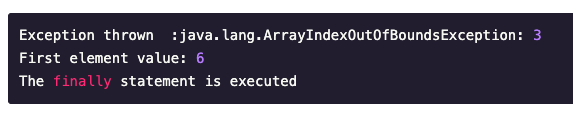 Exception thrown  :java.lang.ArrayIndexOutOfBoundsException: 3
First element value: 6
The finally statement is executed